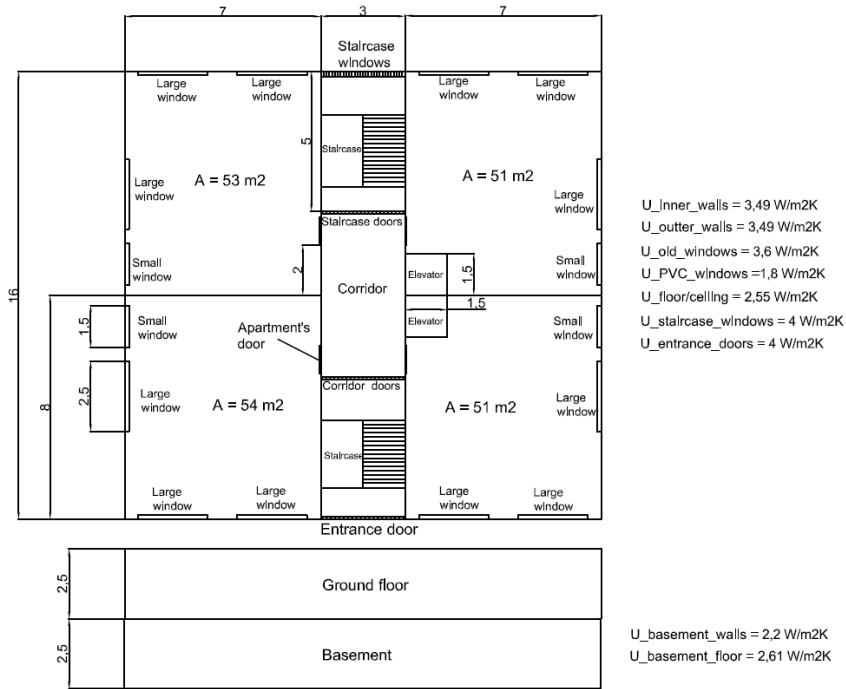 7
3
7
Staircase
windows
Large
window
Large
window
Large
window
Large
window
5
Staircase
A = 53 m2
A = 51 m2
Large
window
Large
window
Staircase doors
Small
window
Small
window
2
Elevator
1,5
Corridor
16
1,5
1,5
Small
window
Elevator
Small
window
Apartment's
door
2,5
Large
window
Corridor doors
Large
window
8
A = 54 m2
A = 51 m2
Staircase
Large
window
Large
window
Large
window
Large
window
Entrance door
U_inner_walls = 3,49 W/m2K
U_outter_walls = 3,49 W/m2K
U_old_windows = 3,6 W/m2K
U_PVC_windows =1,8 W/m2K
U_floor/ceiling = 2,55 W/m2K
U_staircase_windows = 4 W/m2K
U_entrance_doors = 4 W/m2K
2,5
Ground floor
2,5
Basement
U_basement_walls = 2,2 W/m2K
U_basement_floor = 2,61 W/m2K